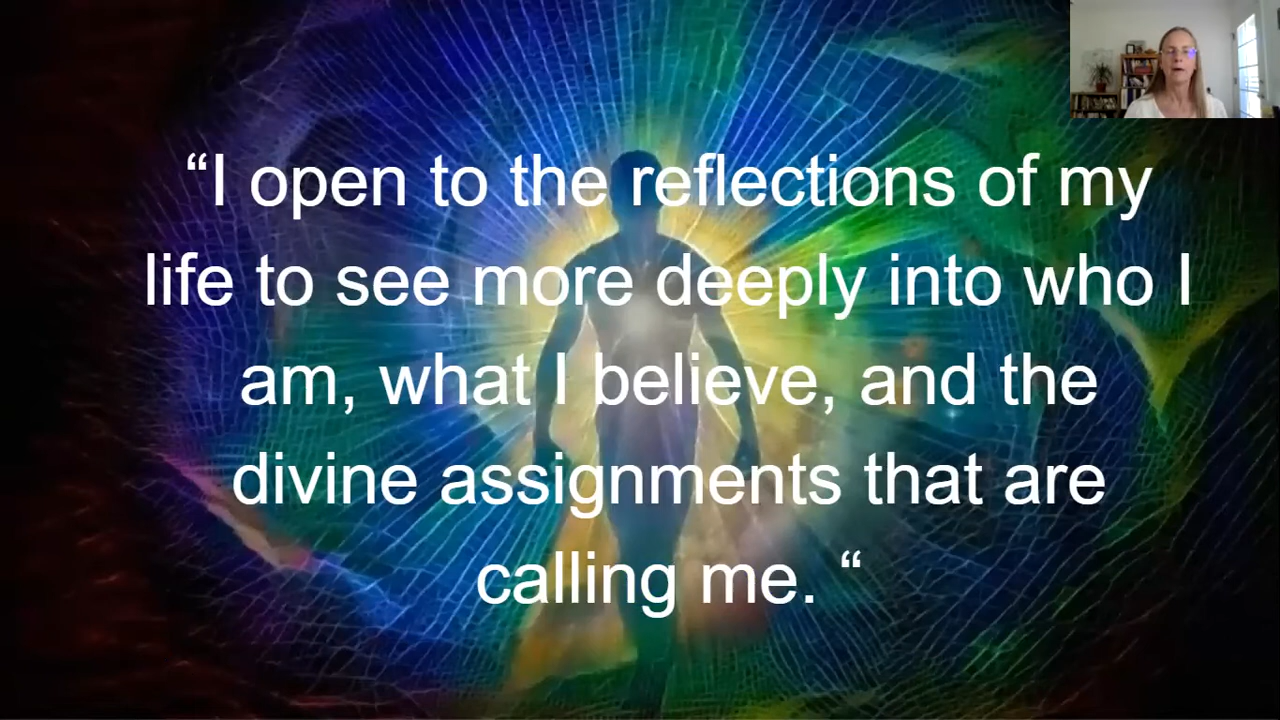 “I open to the reflections of my
life to see more deeply into who I
am, what I believe, and the
divine assignments that are
calling me. “